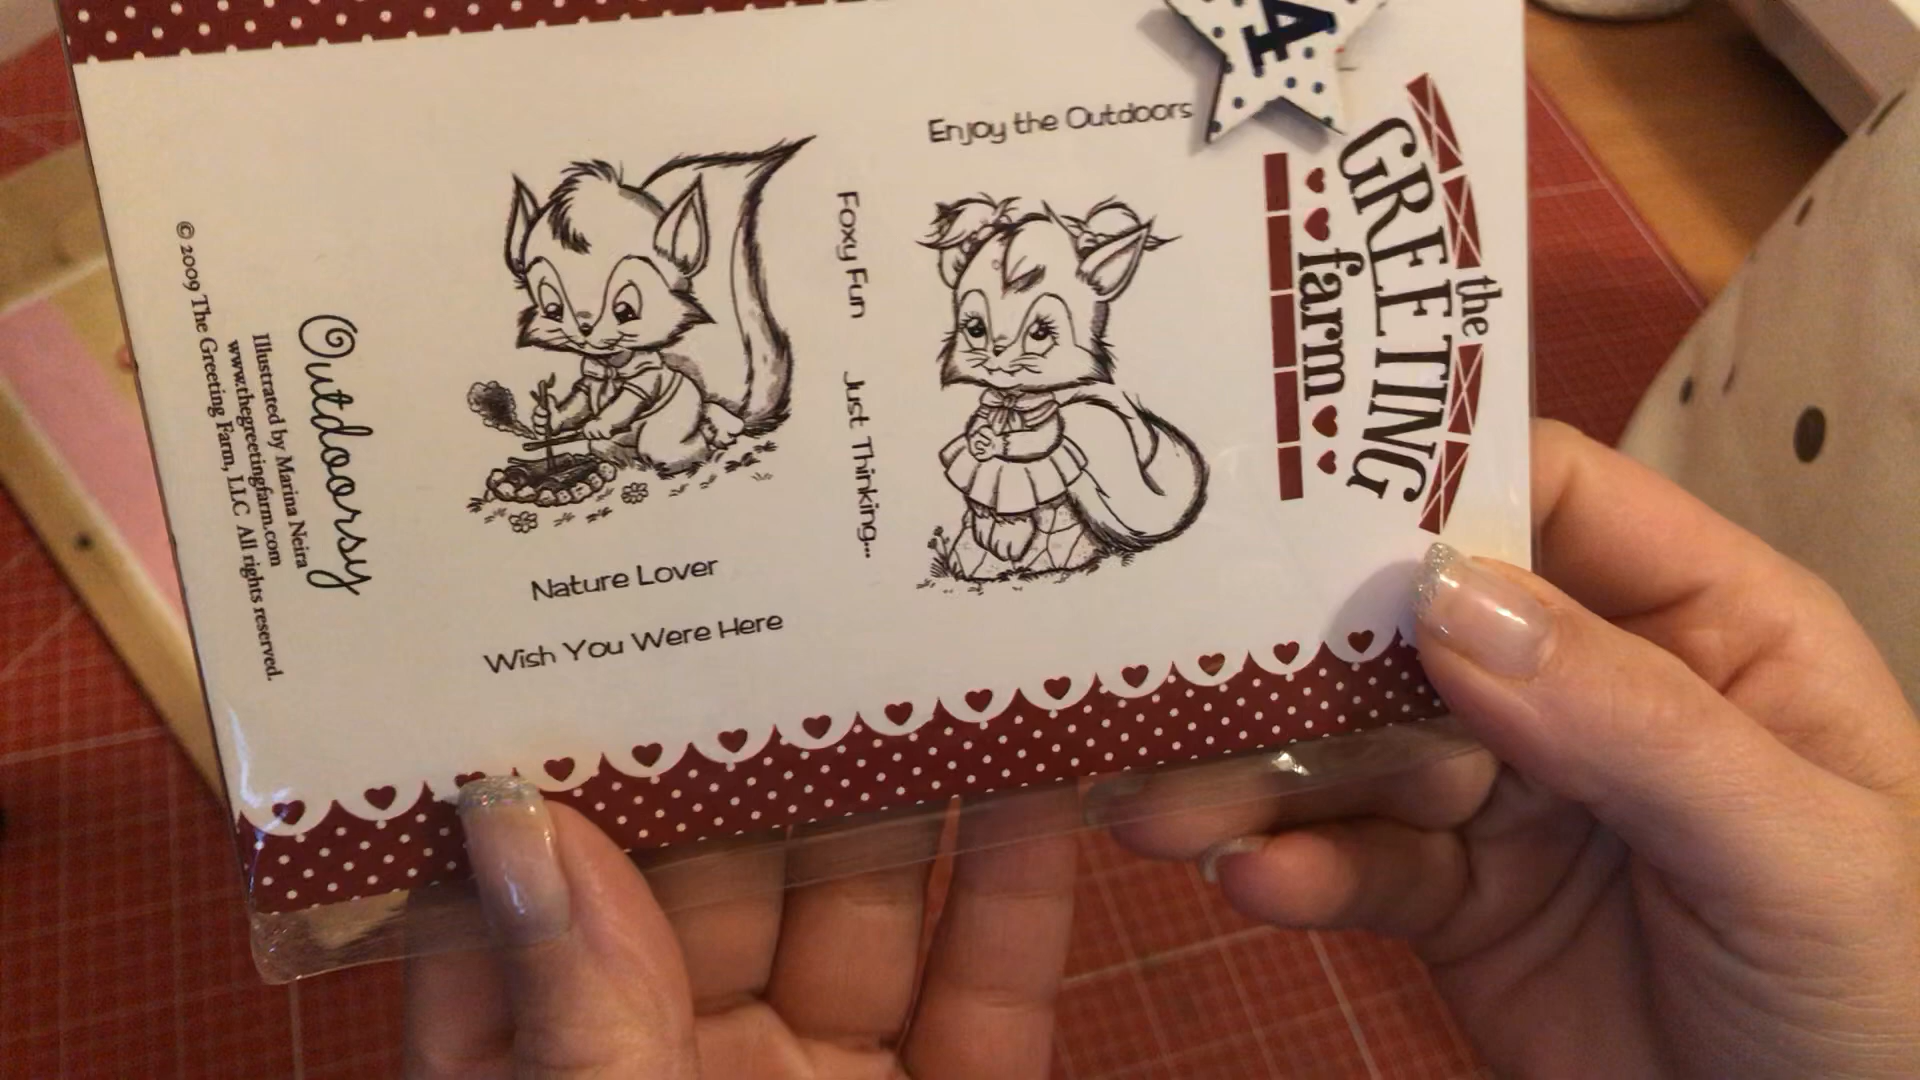 4
the
GREETING
farm
Enjoy the Outdoors
Foxy Fun
Just Thinking...
Nature Lover
Wish You Were Here
Outdoorsy
Illustrated by Marina Neira
www.thegreetingfarm.com
© 2009 The Greeting Farm, LLC All rights reserved.